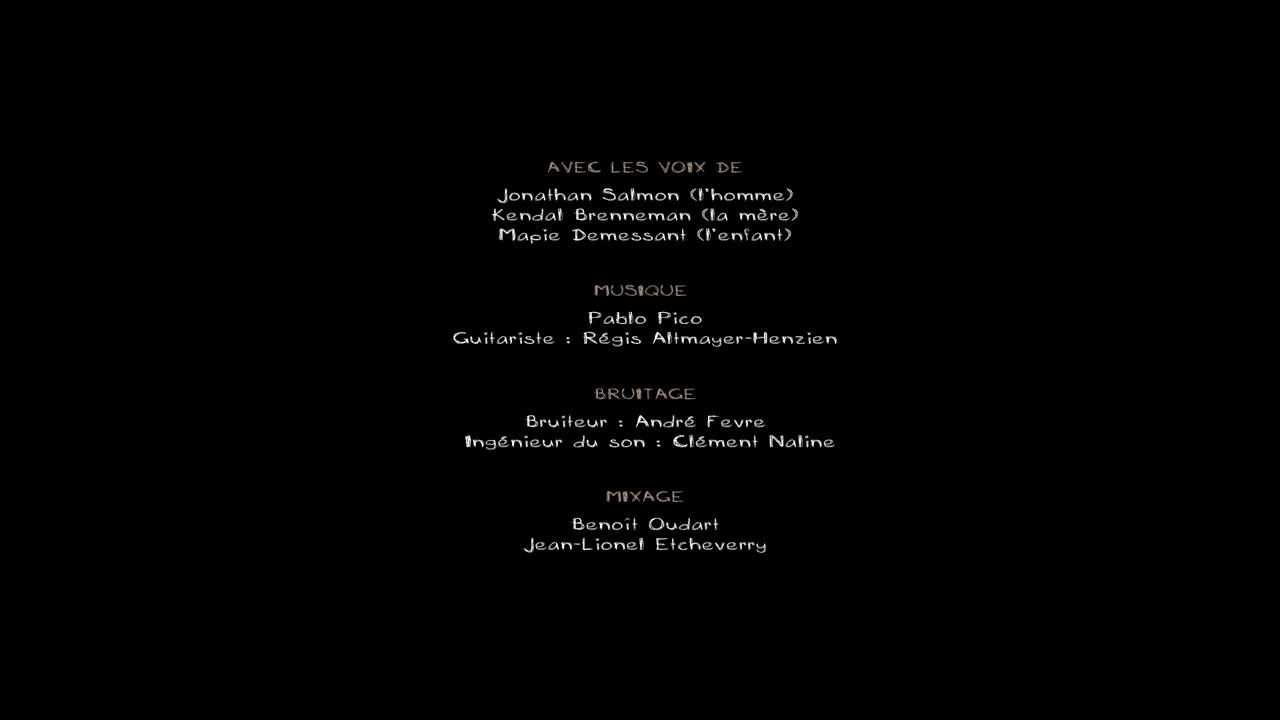 AVEC LES VOIX DE
Jonathan Salmon (l'homme)
Kendal Brenneman (la mère)
Mapie Demessant (l'enfant)
MUSIQUE
Pablo Pico
Guitariste : Régis Altmayer-Henzien
BRUITAGE
Bruiteur : André Fevre
Ingénieur du son : Clément Naline
MIXAGE
Benoît Oudart
Jean-Lionel Etcheverry